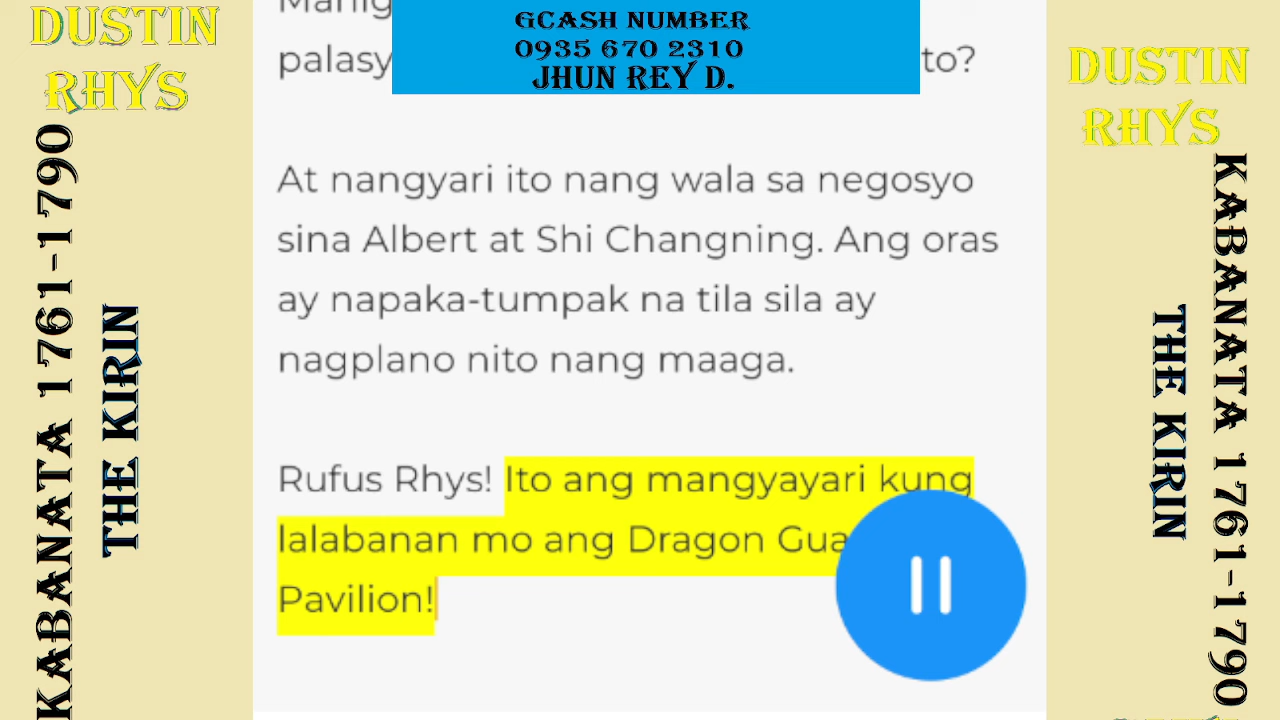 DUSTIN
RHYS
KABANATA 1761-1790
THE KIRIN
GCASH NUMBER
0935 670 2310
JHUN REY D.
to?
At nangyari ito nang wala sa negosyo
sina Albert at Shi Changning. Ang oras
ay napaka-tumpak na tila sila ay
nagplano nito nang maaga.
Rufus Rhys! Ito ang mangyayari kung
lalabanan mo ang Dragon
Pavilion!
DUSTIN
RHYS
KABANATA 1761-1790
THE KIRIN